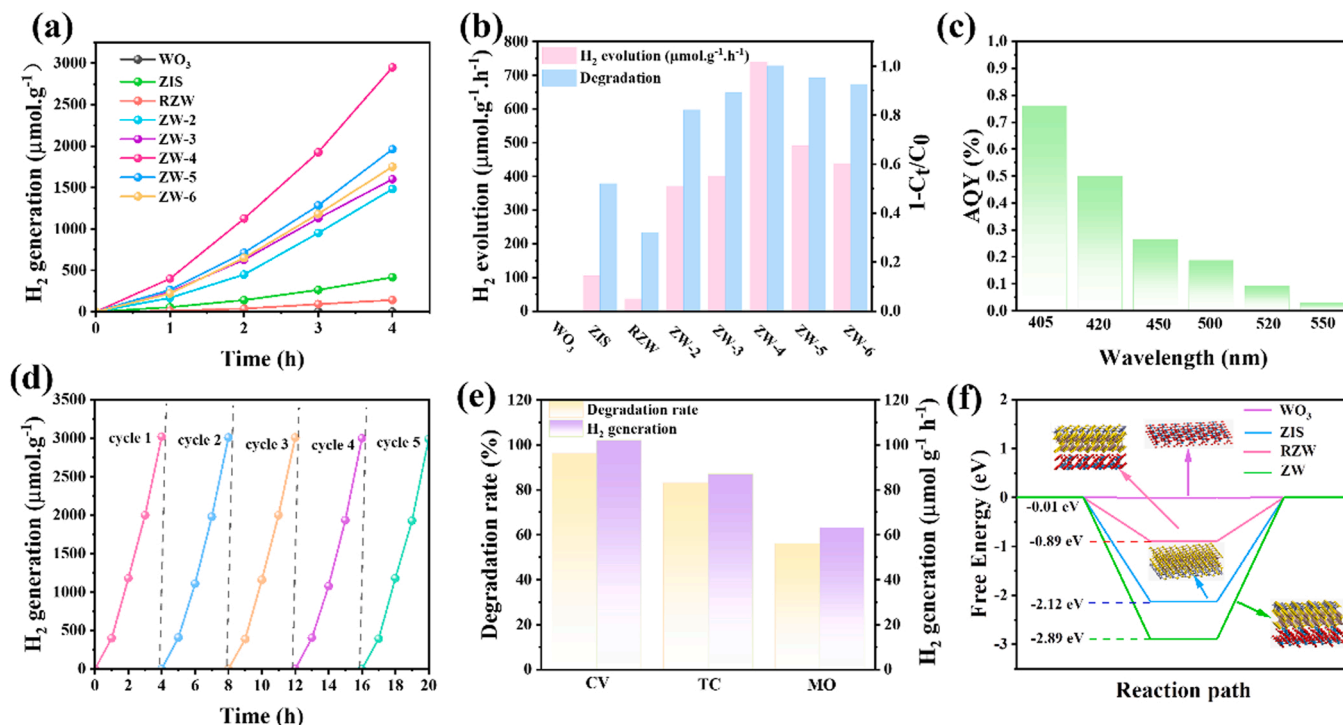 (a)
H₂ generation (μmol.g⁻¹)
3000
2500
2000
1500
1000
500
0
WO₃
ZIS
RZW
ZW-2
ZW-3
ZW-4
ZW-5
ZW-6
0 1 2 3 4
Time (h)
(b)
H₂ evolution (μmol.g⁻¹.h⁻¹)
800
700
600
500
400
300
200
100
0
H₂ evolution (μmol.g⁻¹.h⁻¹)
Degradation
1.0
0.8
0.6
0.4
0.2
0.0
1-Ct/C0
WO₃ ZIS RZW ZW-2 ZW-3 ZW-4 ZW-5 ZW-6
(c)
AQY (%)
1.0
0.9
0.8
0.7
0.6
0.5
0.4
0.3
0.2
0.1
0.0
405 420 450 500 520 550
Wavelength (nm)
(d)
H₂ generation (μmol.g⁻¹)
3500
3000
2500
2000
1500
1000
500
0
cycle 1 cycle 2 cycle 3 cycle 4 cycle 5
0 2 4 6 8 10 12 14 16 18 20
Time (h)
(e)
Degradation rate (%)
120
100
80
60
40
20
0
Degradation rate
H₂ generation
120
100
80
60
40
20
0
H₂ generation (μmol g⁻¹ h⁻¹)
CV TC MO
(f)
Free Energy (eV)
2
1
0
-1
-2
-3
WO₃
ZIS
RZW
ZW
-0.01 eV
-0.89 eV
-2.12 eV
-2.89 eV
Reaction path